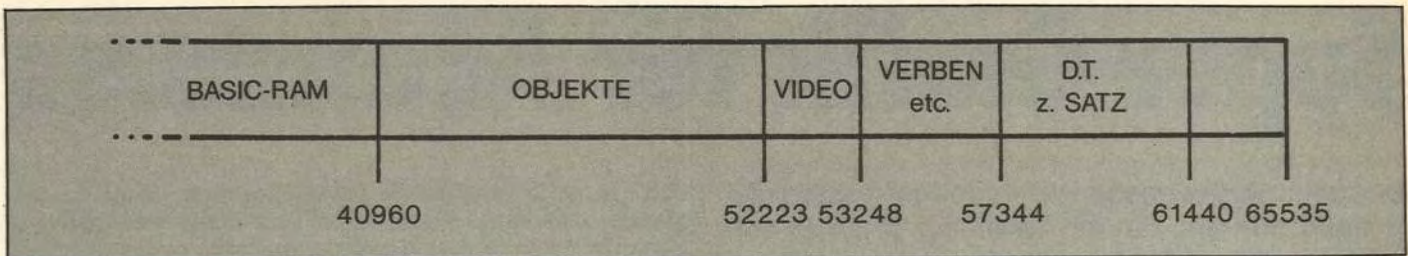 BASIC-RAM OBJEKTE VIDEO VERBEN D.T.
etc. z. SATZ
40960 52223 53248 57344 61440 65535